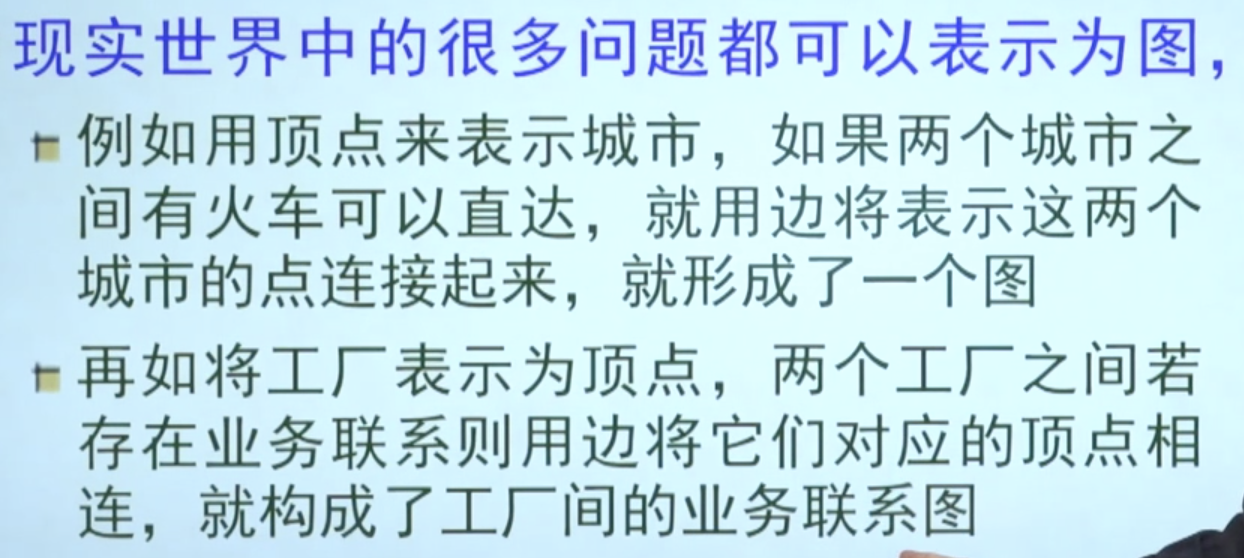 现实世界中的很多问题都可以表示为图，
例如用顶点来表示城市，如果两个城市之
间有火车可以直达，就用边将表示这两个
城市的点连接起来，就形成了一个图
再如将工厂表示为顶点，两个工厂之间若
存在业务联系则用边将它们对应的顶点相
连，就构成了工厂间的业务联系图